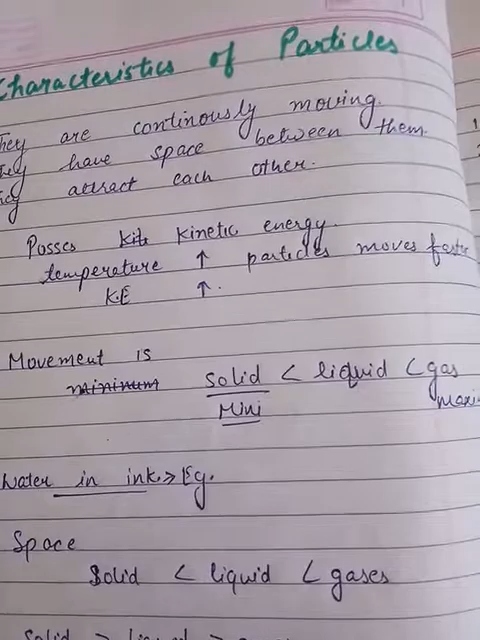 Characteristics of Particles
They are continously moving.
They have space between them.
They attract each other.
Posses kinetic energy.
temperature ↑ particles moves faster
K.E ↑.
Movement is
solid < liquid < gas
Mini maxi
Water in ink → Eg.
Space
Solid < liquid < gases
solid > liquid >